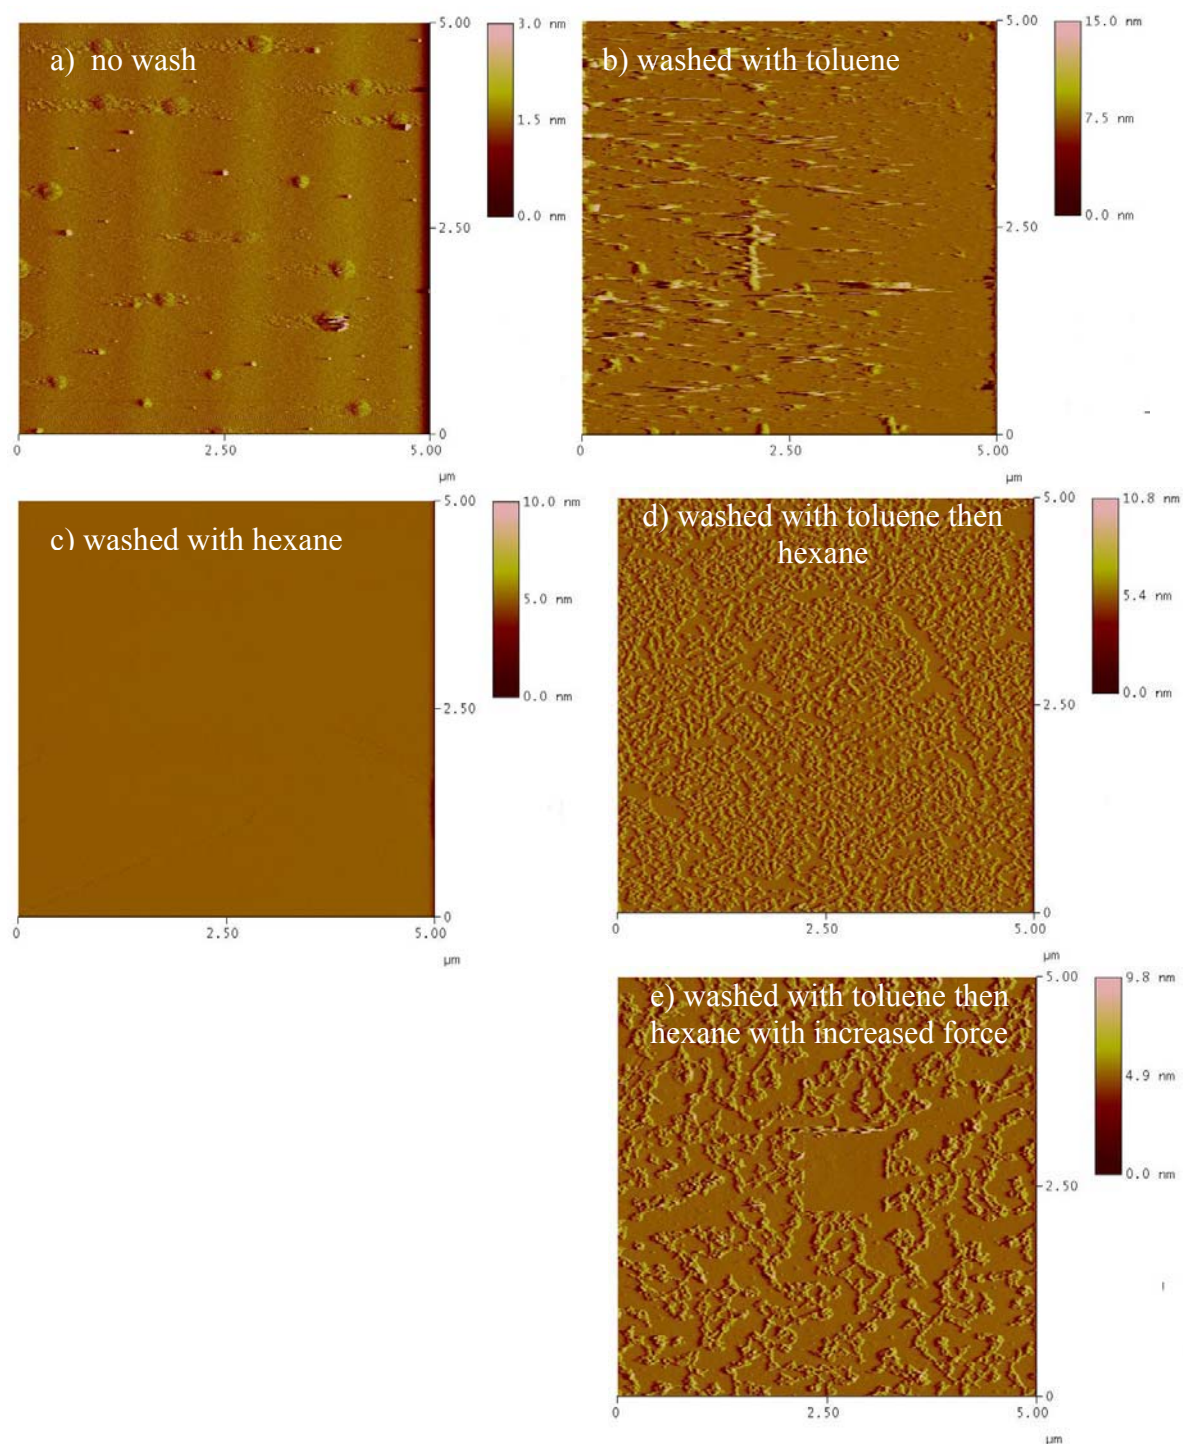 a) no wash
5.00
2.50
0
0 2.50 5.00
µm
3.0 nm
1.5 nm
0.0 nm
b) washed with toluene
5.00
2.50
0
0 2.50 5.00
µm
15.0 nm
7.5 nm
0.0 nm
c) washed with hexane
5.00
2.50
0
0 2.50 5.00
µm
10.0 nm
5.0 nm
0.0 nm
d) washed with toluene then
hexane
5.00
2.50
0
0 2.50 5.00
µm
10.8 nm
5.4 nm
0.0 nm
e) washed with toluene then
hexane with increased force
5.00
2.50
0
0 2.50 5.00
µm
9.8 nm
4.9 nm
0.0 nm